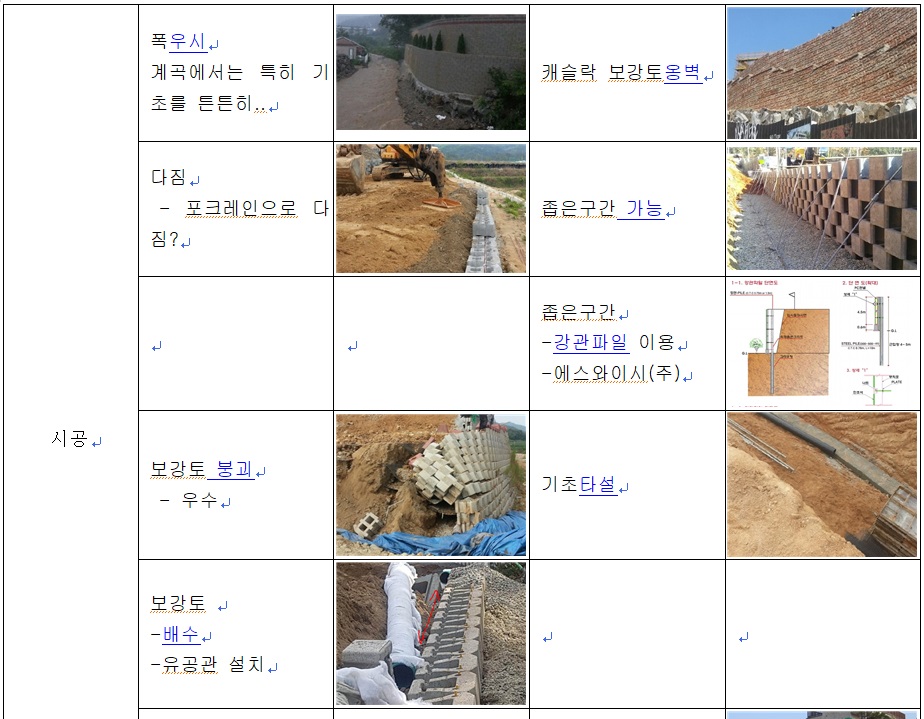 시공
폭우시
계곡에서는 특히 기
초를 튼튼히..
캐슬락 보강토옹벽
다짐
- 포크레인으로 다
짐?
좁은구간 가능
좁은구간
-강관파일 이용
-에스와이시(주)
보강토 붕괴
- 우수
기초타설
보강토
-배수
-유공관 설치